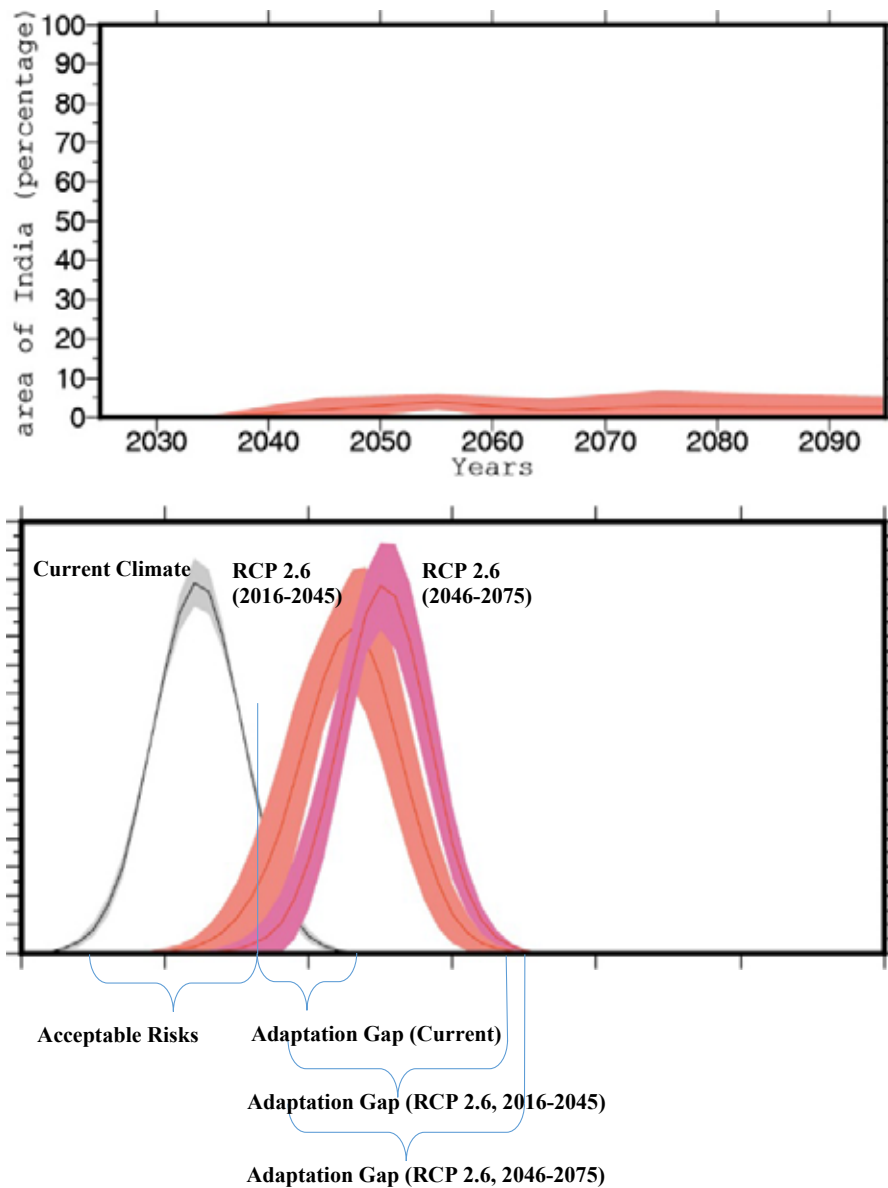 area of India (percentage)
100
90
80
70
60
50
40
30
20
10
0
2030 2040 2050 2060 2070 2080 2090
Years
Current Climate
RCP 2.6
(2016-2045)
RCP 2.6
(2046-2075)
Acceptable Risks
Adaptation Gap (Current)
Adaptation Gap (RCP 2.6, 2016-2045)
Adaptation Gap (RCP 2.6, 2046-2075)